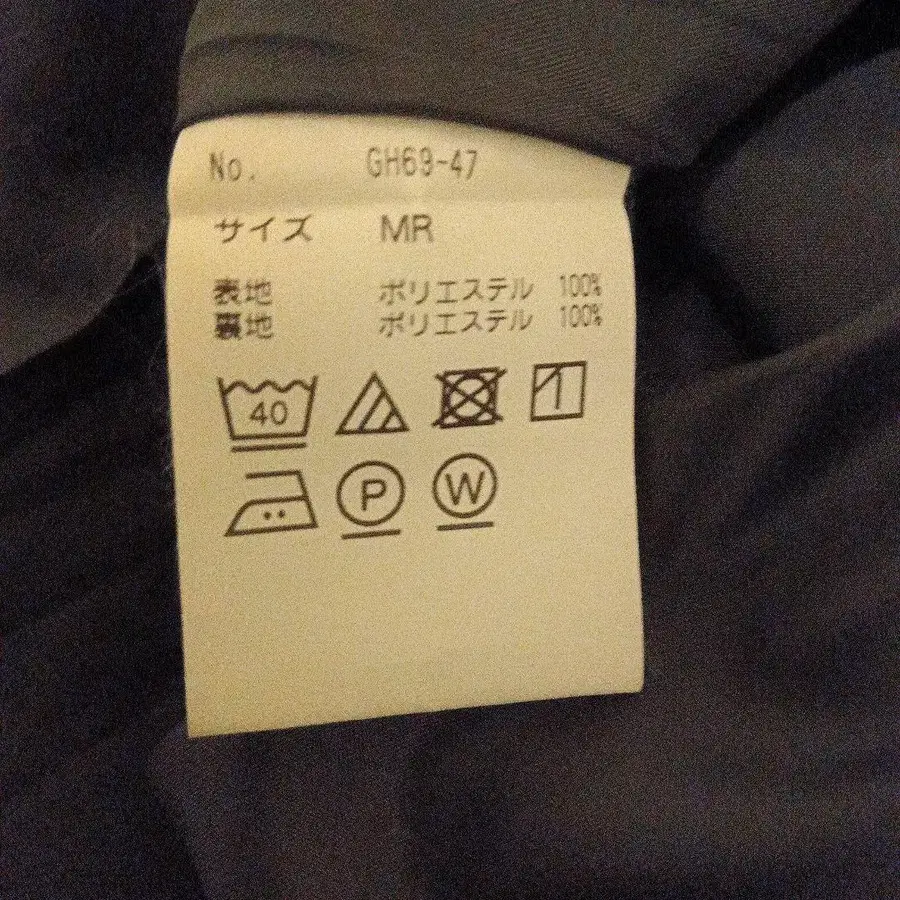 No. GH69-47
サイズ MR
表地 ポリエステル 100%
裏地 ポリエステル 100%
40
P W